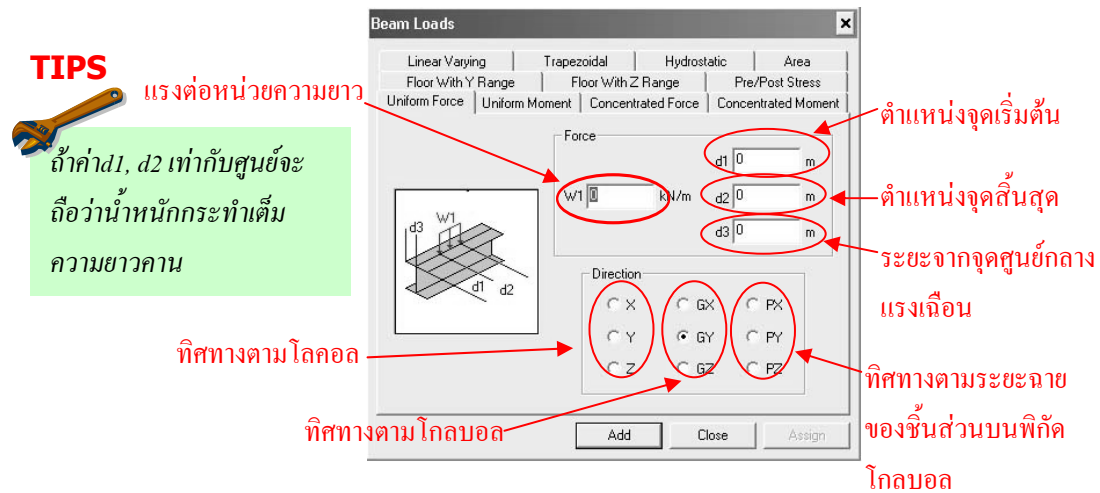 Beam Loads
Linear Varying Trapezoidal Hydrostatic Area
Floor With Y Range Floor With Z Range Pre/Post Stress
Uniform Force Uniform Moment Concentrated Force Concentrated Moment
TIPS
แรงต่อหน่วยความยาว
ถ้าค่าd1, d2 เท่ากับศูนย์จะ
ถือว่าน้ำหนักกระทำเต็ม
ความยาวคาน
Force
W1 0 kN/m
d1 0 m
d2 0 m
d3 0 m
ตำแหน่งจุดเริ่มต้น
ตำแหน่งจุดสิ้นสุด
ระยะจากจุดศูนย์กลาง
แรงเฉือน
d3 W1
d1 d2
Direction
X GX PX
Y GY PY
Z GZ PZ
ทิศทางตามโลคอล
ทิศทางตามโกลบอล
ทิศทางตามระยะฉาย
ของชิ้นส่วนบนพิกัด
โกลบอล
Add Close Assign